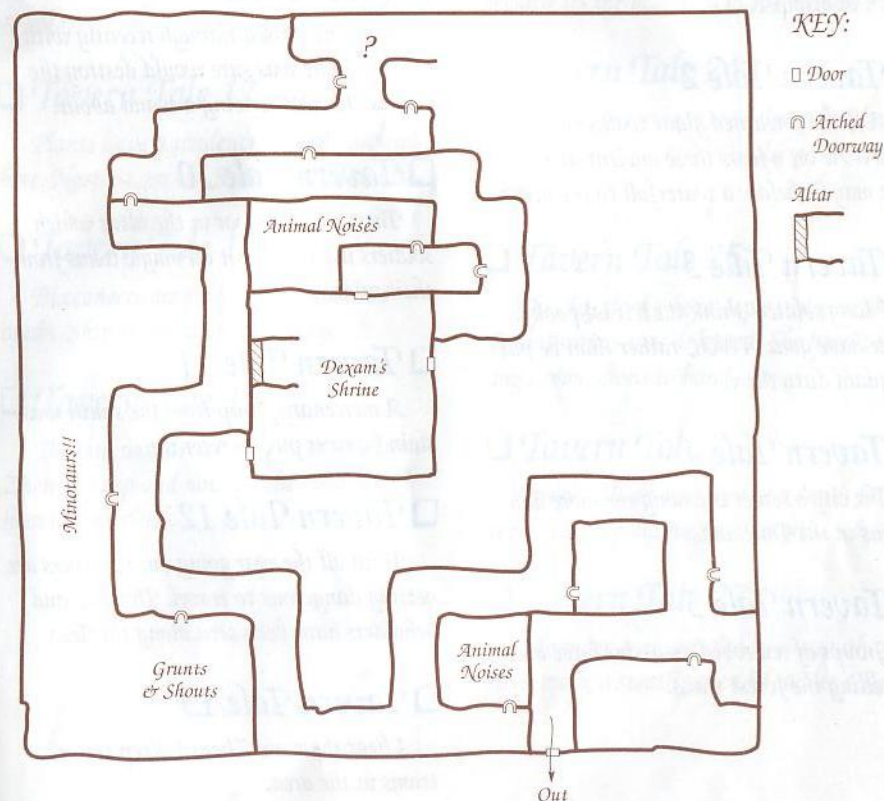 ?
KEY:
Door
Arched
Doorway
Altar
Animal Noises
Dexam's
Shrine
Minotaurs!!
Grunts
& Shouts
Animal
Noises
Out